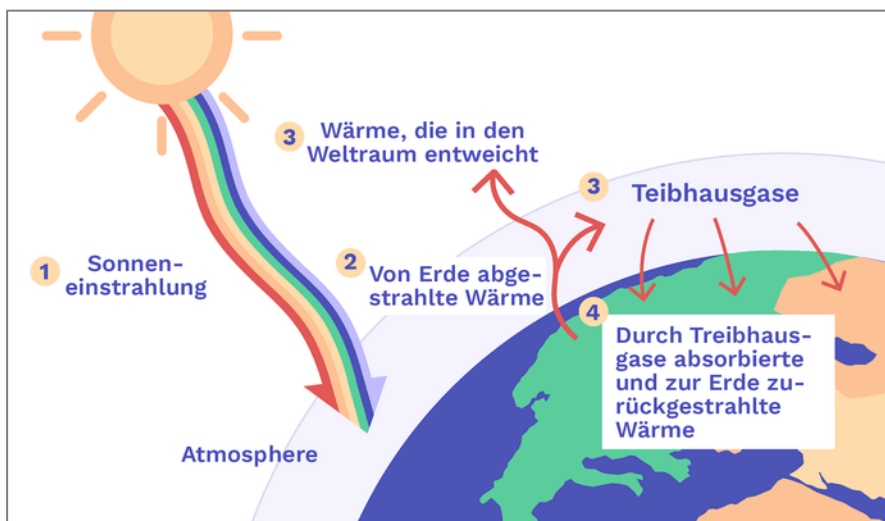 1
Sonnen-
einstrahlung
2
Von Erde abge-
strahlte Wärme
3
Wärme, die in den
Weltraum entweicht
3
Teibhausgase
4
Durch Treibhaus-
gase absorbierte
und zur Erde zu-
rückgestrahlte
Wärme
Atmosphere